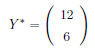 Y* = ( 12
6 )